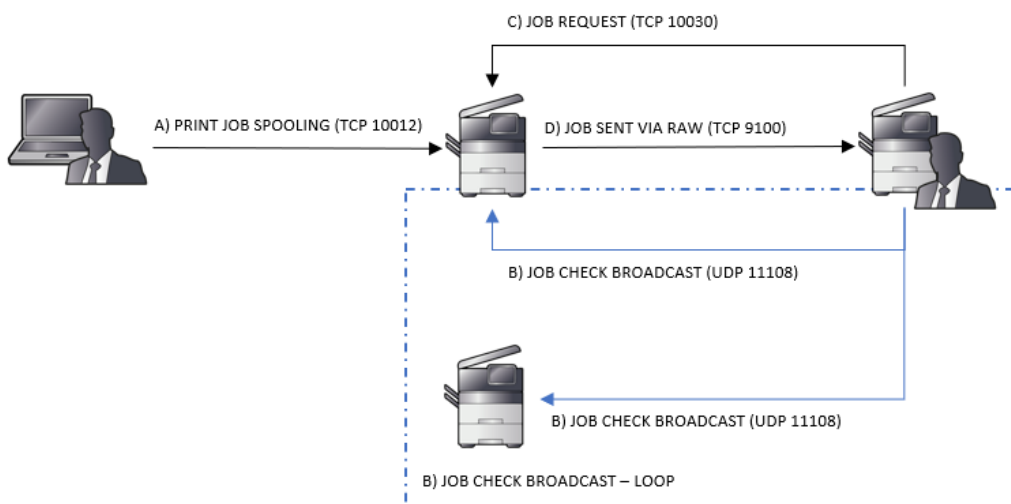 C) JOB REQUEST (TCP 10030)
A) PRINT JOB SPOOLING (TCP 10012)
D) JOB SENT VIA RAW (TCP 9100)
B) JOB CHECK BROADCAST (UDP 11108)
B) JOB CHECK BROADCAST (UDP 11108)
B) JOB CHECK BROADCAST – LOOP